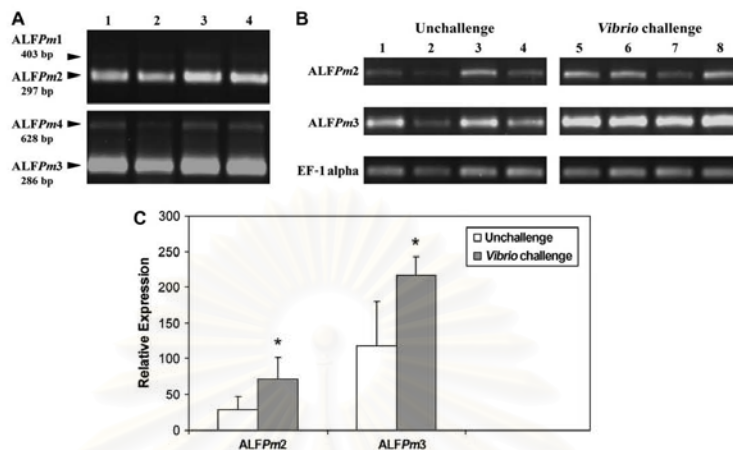 A
1 2 3 4
ALFPm1
403 bp
ALFPm2
297 bp
ALFPm4
628 bp
ALFPm3
286 bp
B
Unchallenge
Vibrio challenge
1 2 3 4 5 6 7 8
ALFPm2
ALFPm3
EF-1 alpha
C
Relative Expression
300
250
200
150
100
50
0
*
*
Unchallenge
Vibrio challenge
ALFPm2
ALFPm3